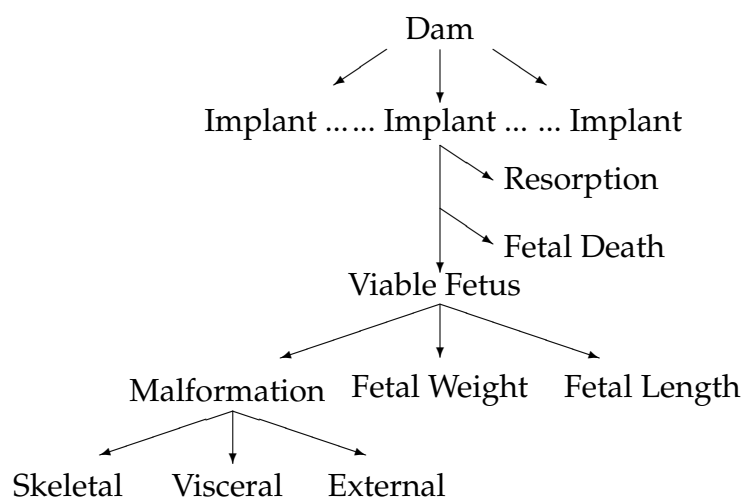 Dam
Implant ...... Implant ... ... Implant
Resorption
Fetal Death
Viable Fetus
Malformation Fetal Weight Fetal Length
Skeletal Visceral External